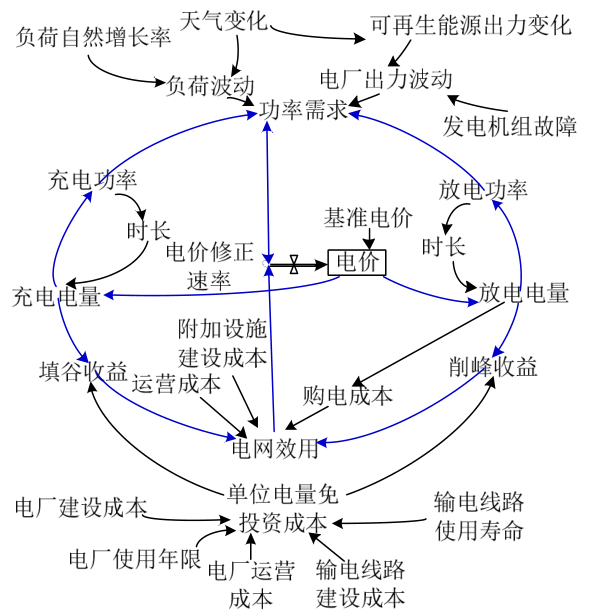 天气变化
可再生能源出力变化
负荷自然增长率
负荷波动
电厂出力波动
功率需求
发电机组故障
充电功率
放电功率
时长
基准电价
电价修正
速率
电价
时长
充电电量
放电电量
附加设施
建设成本
填谷收益
运营成本
购电成本
削峰收益
电网效用
单位电量免
投资成本
电厂建设成本
输电线路
使用寿命
电厂使用年限
电厂运营
成本
输电线路
建设成本